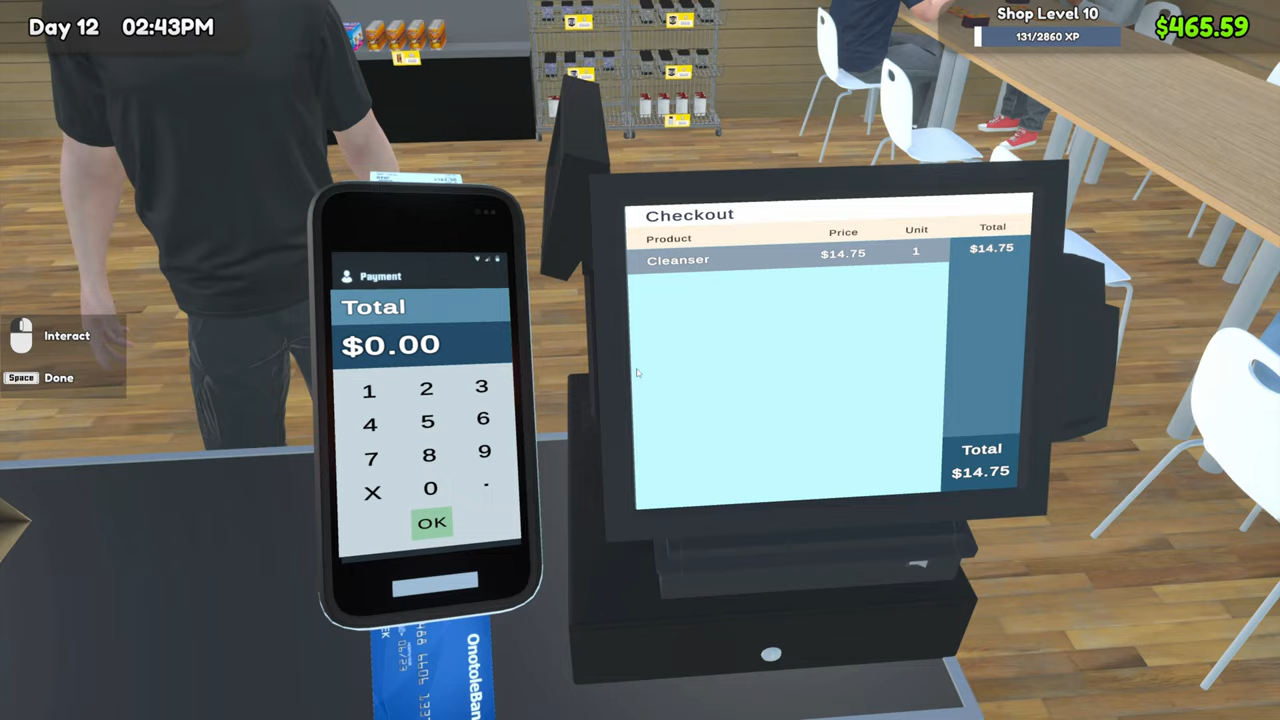 Day 12 02:43PM
Shop Level 10
131/2860 XP
$465.59
Interact
Space Done
Payment
Total
$0.00
1 2 3
4 5 6
7 8 9
X 0 .
OK
Checkout
Product Price Unit Total
Cleanser $14.75 1 $14.75
Total
$14.75
OnotoleBan
06/23